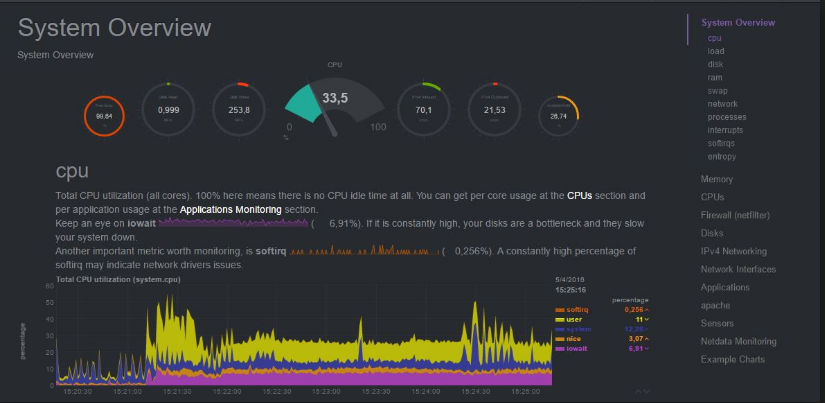 System Overview
System Overview
CPU
99,84
0,999
253,8
33,5
0
100
%
70,1
21,53
26,74
cpu
Total CPU utilization (all cores). 100% here means there is no CPU idle time at all. You can get per core usage at the CPUs section and
per application usage at the Applications Monitoring section.
Keep an eye on iowait ( 6,91%). If it is constantly high, your disks are a bottleneck and they slow
your system down.
Another important metric worth monitoring, is softirq ( 0,256%). A constantly high percentage of
softirq may indicate network drivers issues.
Total CPU utilization (system.cpu)
5/4/2016
15:25:16
percentage
softirq 0,256
user 11
system
nice 3,07
iowait 6,91
percentage
60
50
40
30
20
10
0
15:20:30 15:21:00 15:21:30 15:22:00 15:22:30 15:23:00 15:23:30 15:24:00 15:24:30 15:25:00
System Overview
cpu
load
disk
ram
swap
network
processes
interrupts
softirqs
entropy
Memory
CPUs
Firewall (netfilter)
Disks
IPv4 Networking
Network Interfaces
Applications
apache
Sensors
Netdata Monitoring
Example Charts